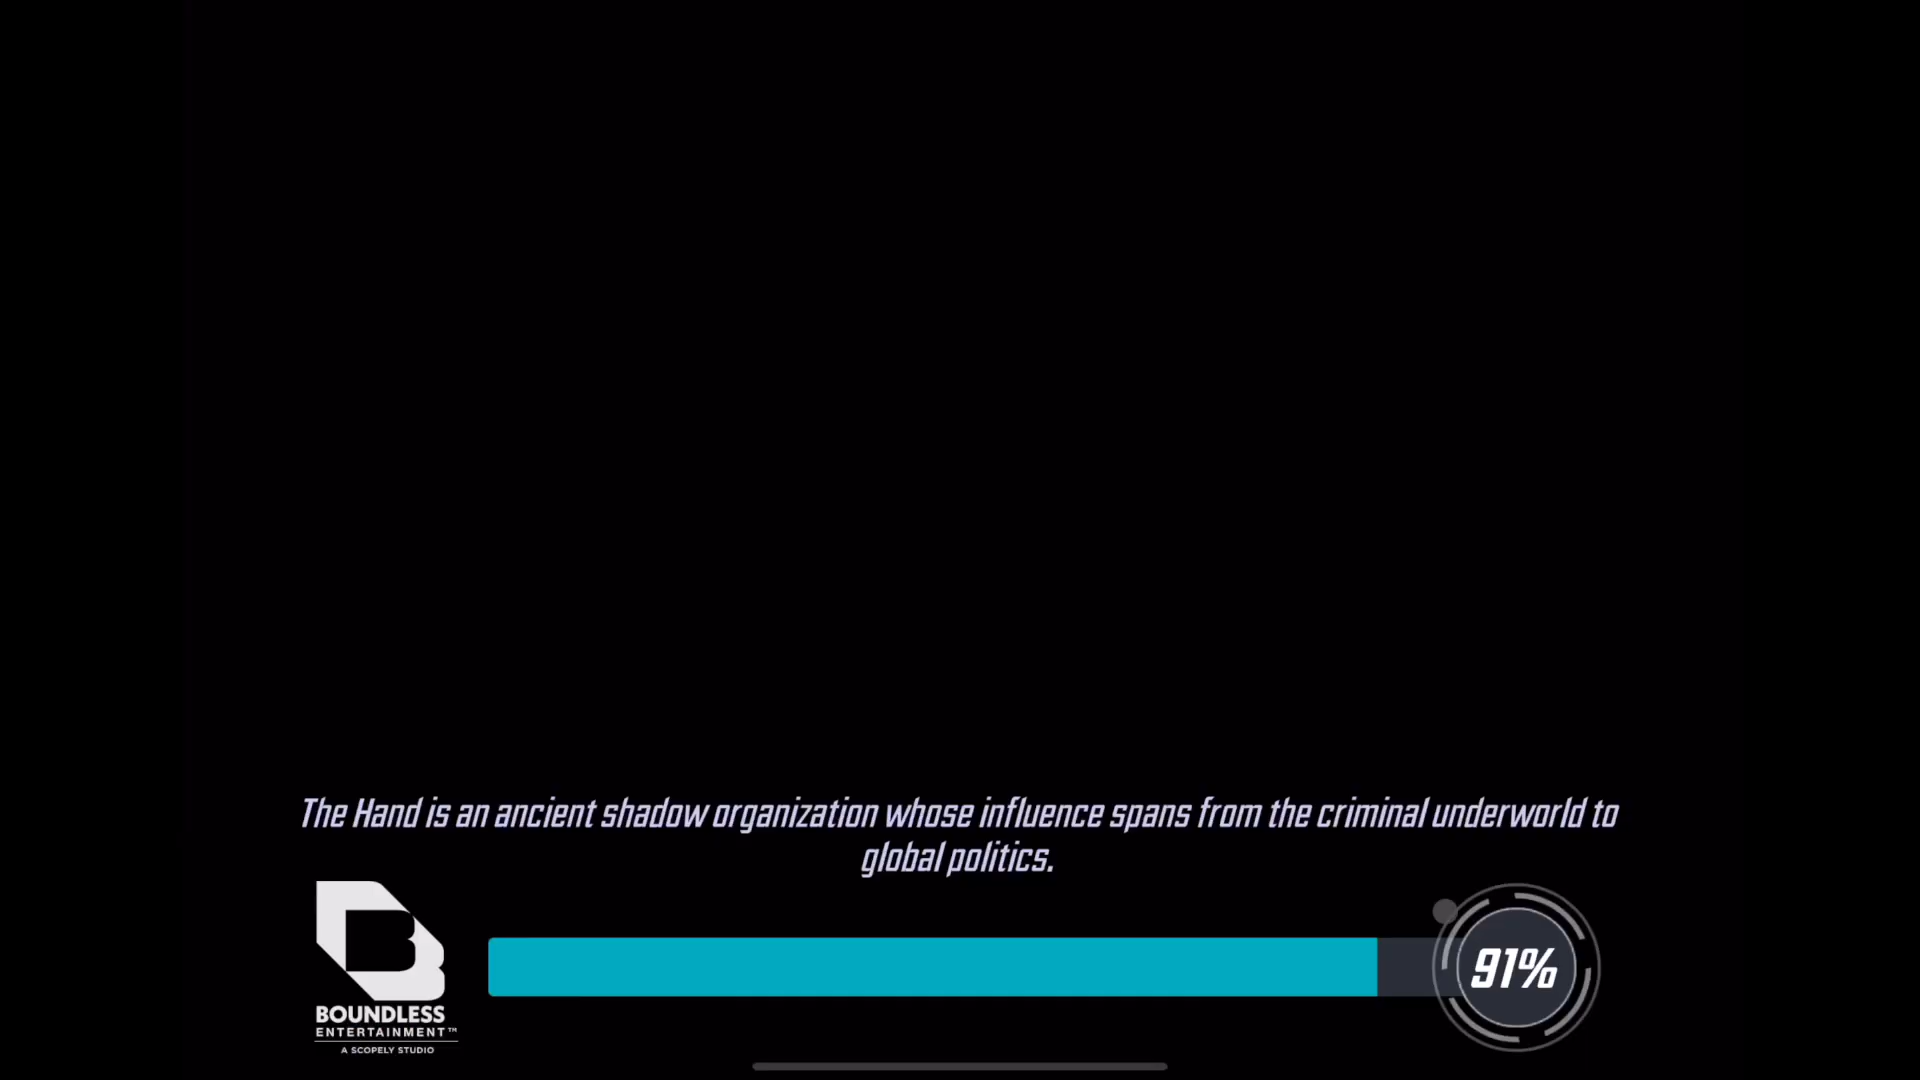 The Hand is an ancient shadow organization whose influence spans from the criminal underworld to
global politics.
91%
BOUNDLESS
ENTERTAINMENT™
A SCOPELY STUDIO